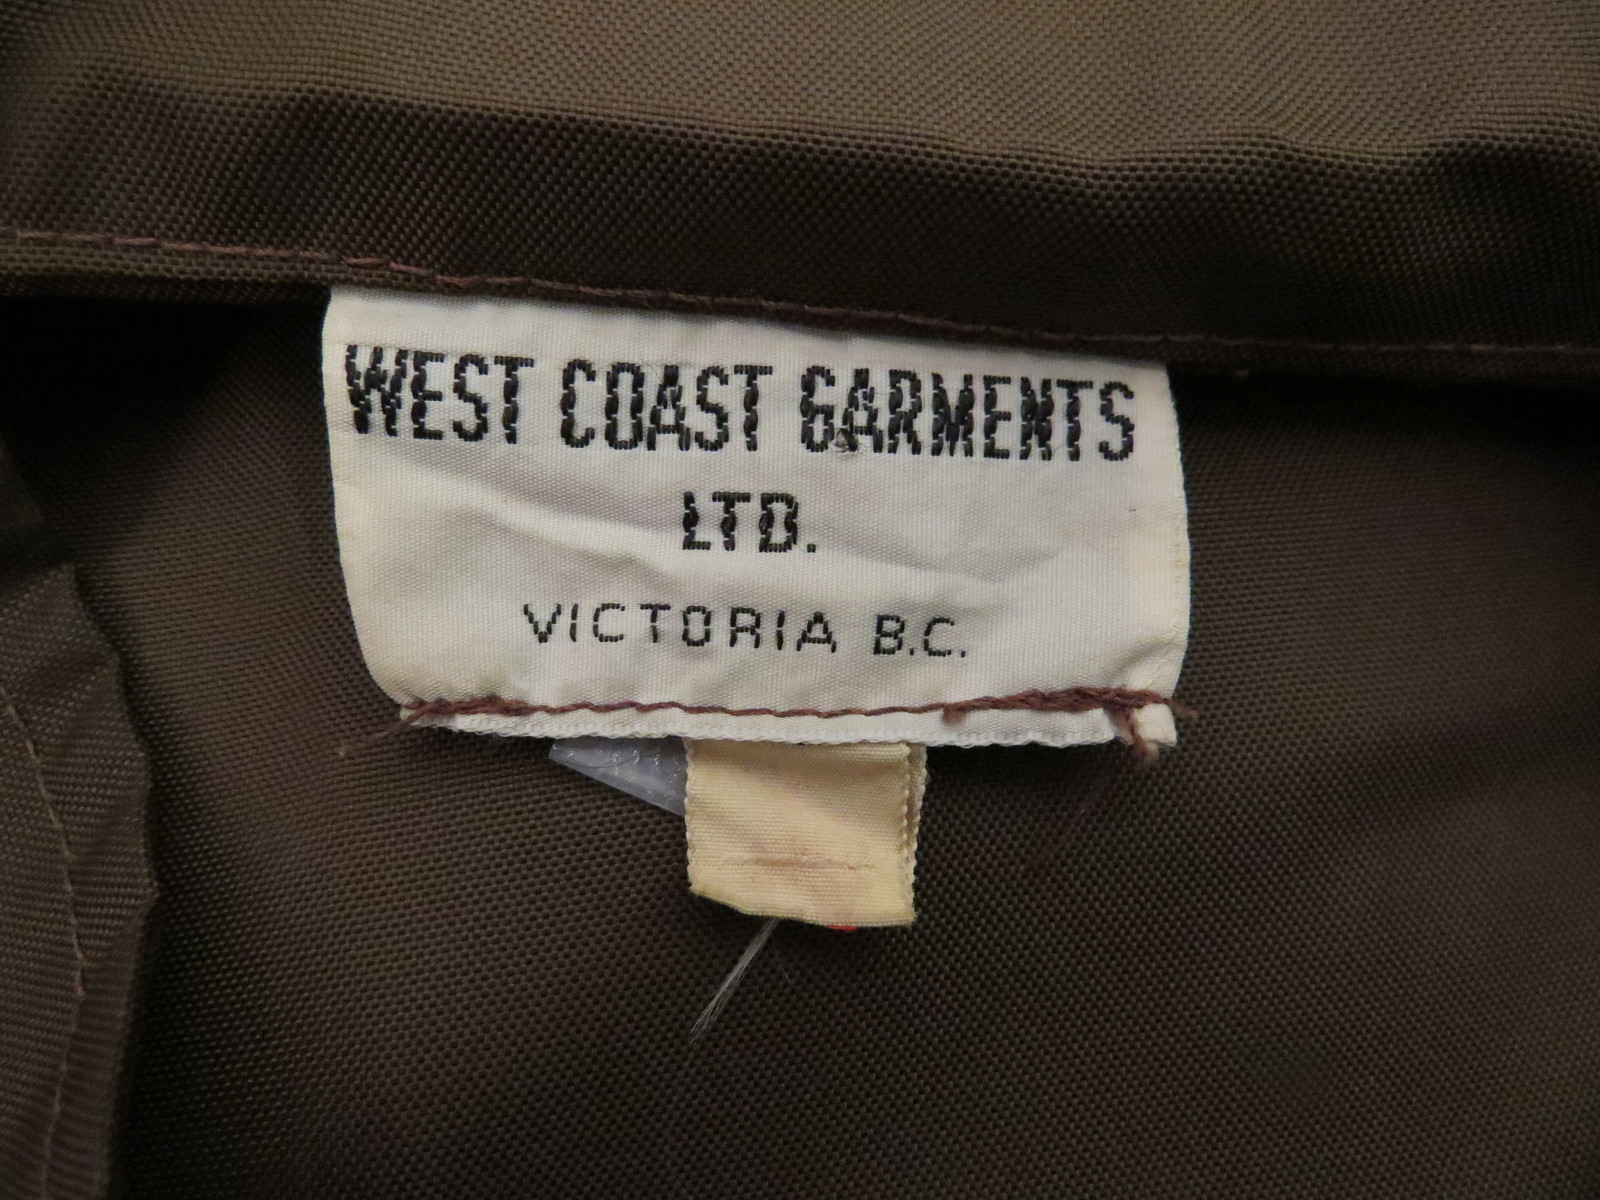 WEST COAST GARMENTS
LTD.
VICTORIA B.C.